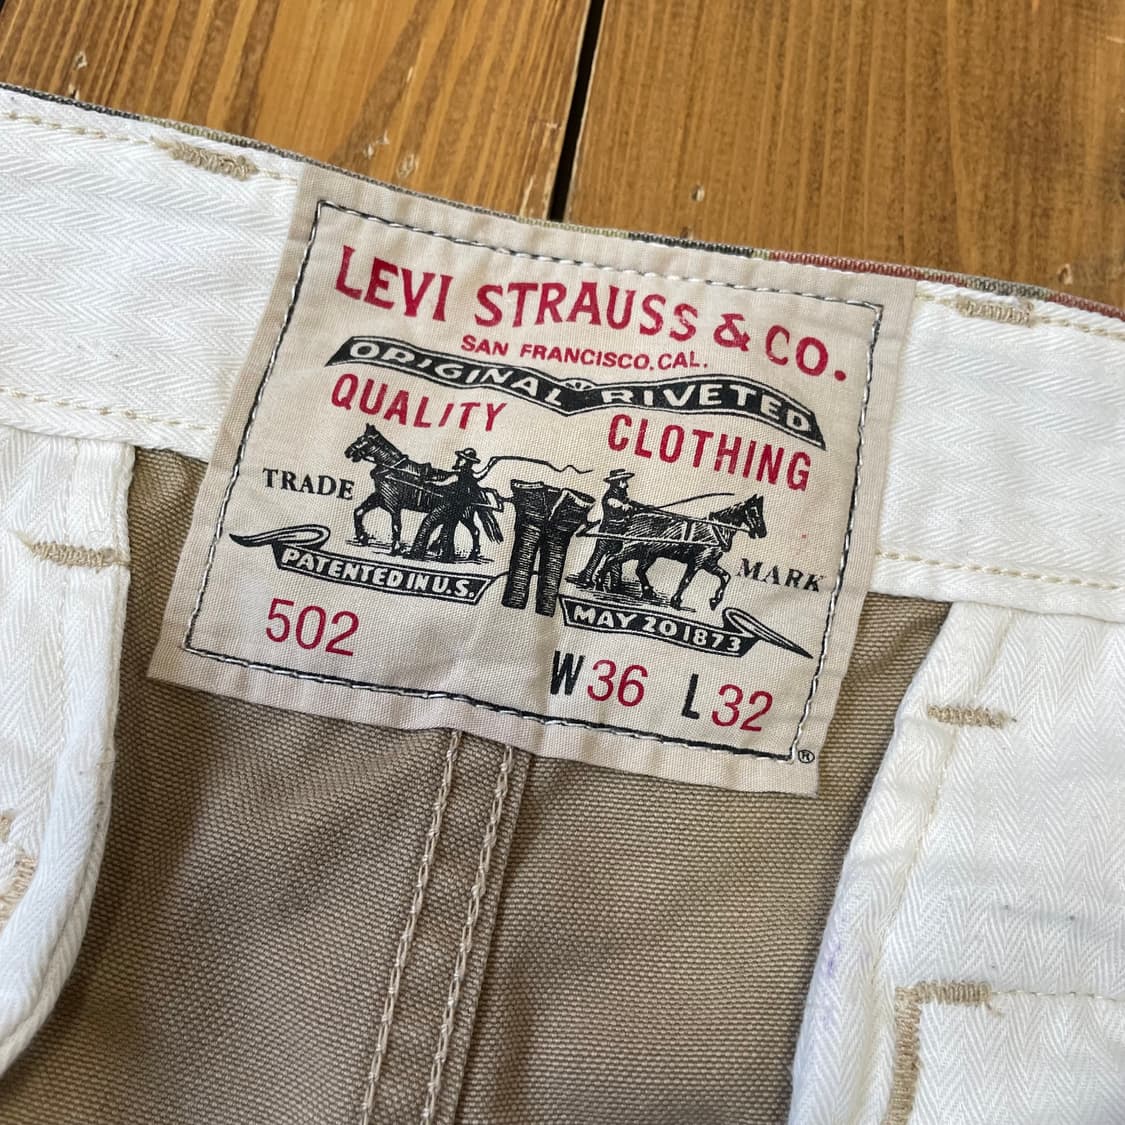 LEVI STRAUSS & CO.
SAN FRANCISCO, CAL.
ORIGINAL RIVETED
QUALITY CLOTHING
TRADE MARK
PATENTED IN U.S.
MAY 20 1873
502
W36 L32
®